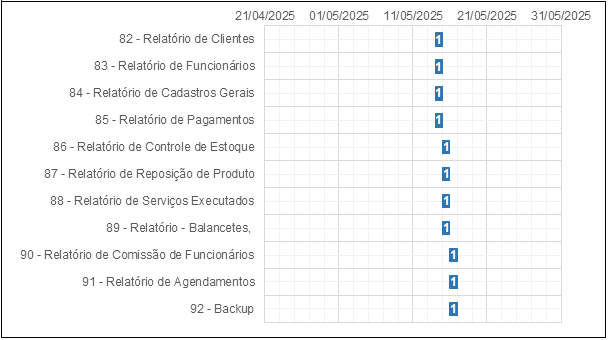 21/04/2025 01/05/2025 11/05/2025 21/05/2025 31/05/2025
82 - Relatório de Clientes 1
83 - Relatório de Funcionários 1
84 - Relatório de Cadastros Gerais 1
85 - Relatório de Pagamentos 1
86 - Relatório de Controle de Estoque 1
87 - Relatório de Reposição de Produto 1
88 - Relatório de Serviços Executados 1
89 - Relatório - Balancetes, 1
90 - Relatório de Comissão de Funcionários 1
91 - Relatório de Agendamentos 1
92 - Backup 1